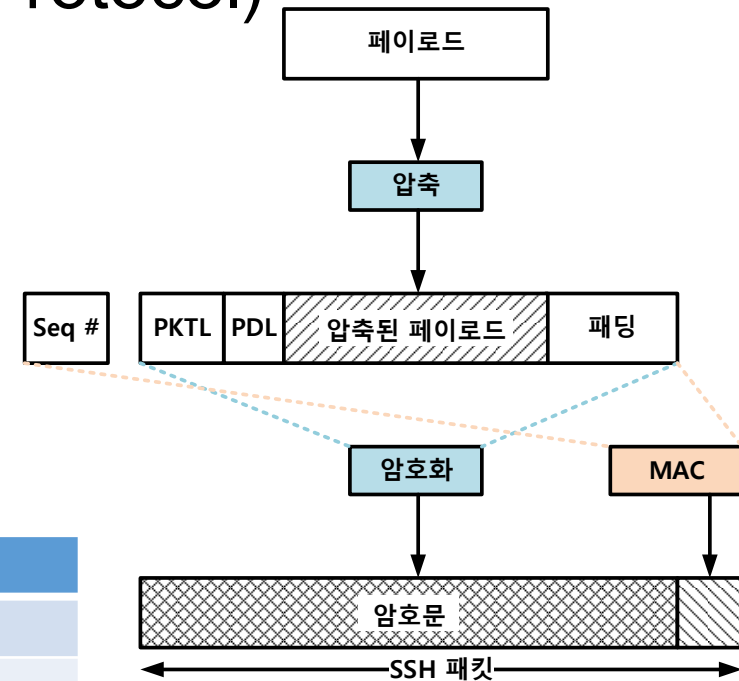 rotocol)
페이로드
압축
Seq # PKTL PDL 압축된 페이로드 패딩
암호화 MAC
암호문
SSH 패킷